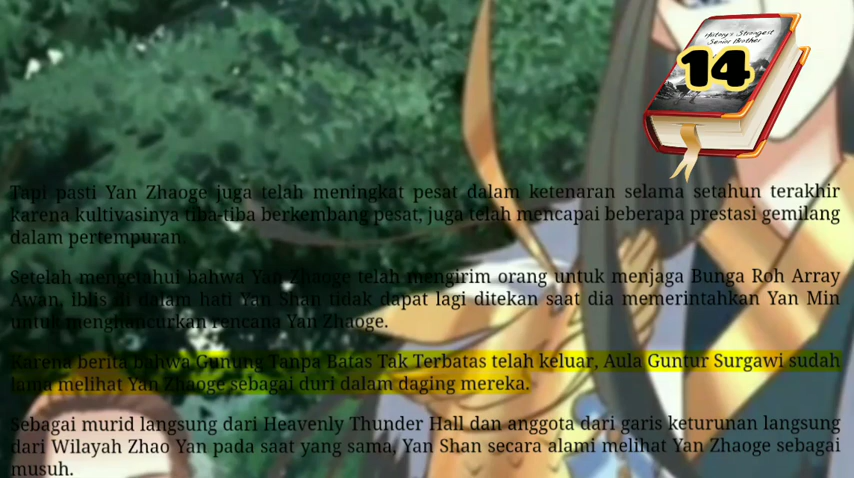 History's Strongest
Senior Brother
14
Tapi pasti Yan Zhaoge juga telah meningkat pesat dalam ketenaran selama setahun terakhir
karena kultivasinya tiba-tiba berkembang pesat, juga telah mencapai beberapa prestasi gemilang
dalam pertempuran.
Setelah mengetahui bahwa Yan Zhaoge telah mengirim orang untuk menjaga Bunga Roh Array
Awan, iblis di dalam hati Yan Shan tidak dapat lagi ditekan saat dia memerintahkan Yan Min
untuk menghancurkan rencana Yan Zhaoge.
Karena berita bahwa Gunung Tanpa Batas Tak Terbatas telah keluar, Aula Guntur Surgawi sudah
lama melihat Yan Zhaoge sebagai duri dalam daging mereka.
Sebagai murid langsung dari Heavenly Thunder Hall dan anggota dari garis keturunan langsung
dari Wilayah Zhao Yan pada saat yang sama, Yan Shan secara alami melihat Yan Zhaoge sebagai
musuh.